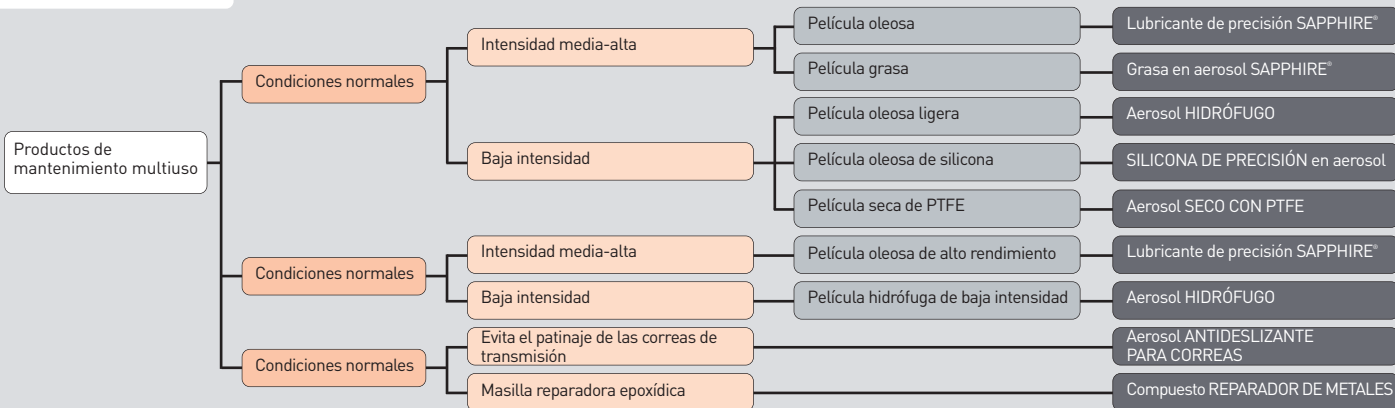 Productos de
mantenimiento multiuso
Condiciones normales
Intensidad media-alta
Película oleosa
Lubricante de precisión SAPPHIRE®
Película grasa
Grasa en aerosol SAPPHIRE®
Baja intensidad
Película oleosa ligera
Aerosol HIDRÓFUGO
Película oleosa de silicona
SILICONA DE PRECISIÓN en aerosol
Película seca de PTFE
Aerosol SECO CON PTFE
Condiciones normales
Intensidad media-alta
Película oleosa de alto rendimiento
Lubricante de precisión SAPPHIRE®
Baja intensidad
Película hidrófuga de baja intensidad
Aerosol HIDRÓFUGO
Condiciones normales
Evita el patinaje de las correas de
transmisión
Aerosol ANTIDESLIZANTE
PARA CORREAS
Masilla reparadora epoxídica
Compuesto REPARADOR DE METALES